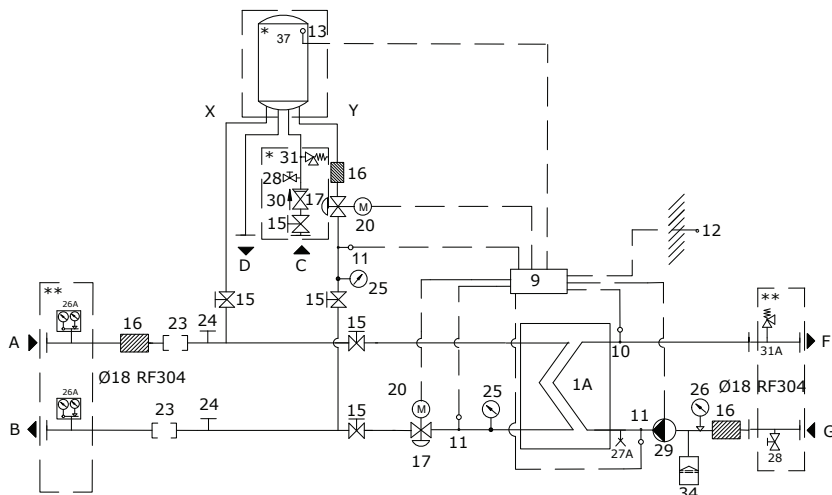 * 37 13
X Y
* 31
16
28
30 17
M
20
15
12
D C 11
9
25
** 15 15 **
26A
A 16 23 24 15 F
10 31A
Ø18 RF304
1A
20 25 26 Ø18 RF304
26A
M
23 24 15 11 16
B G
11
17 27A 29 28
34